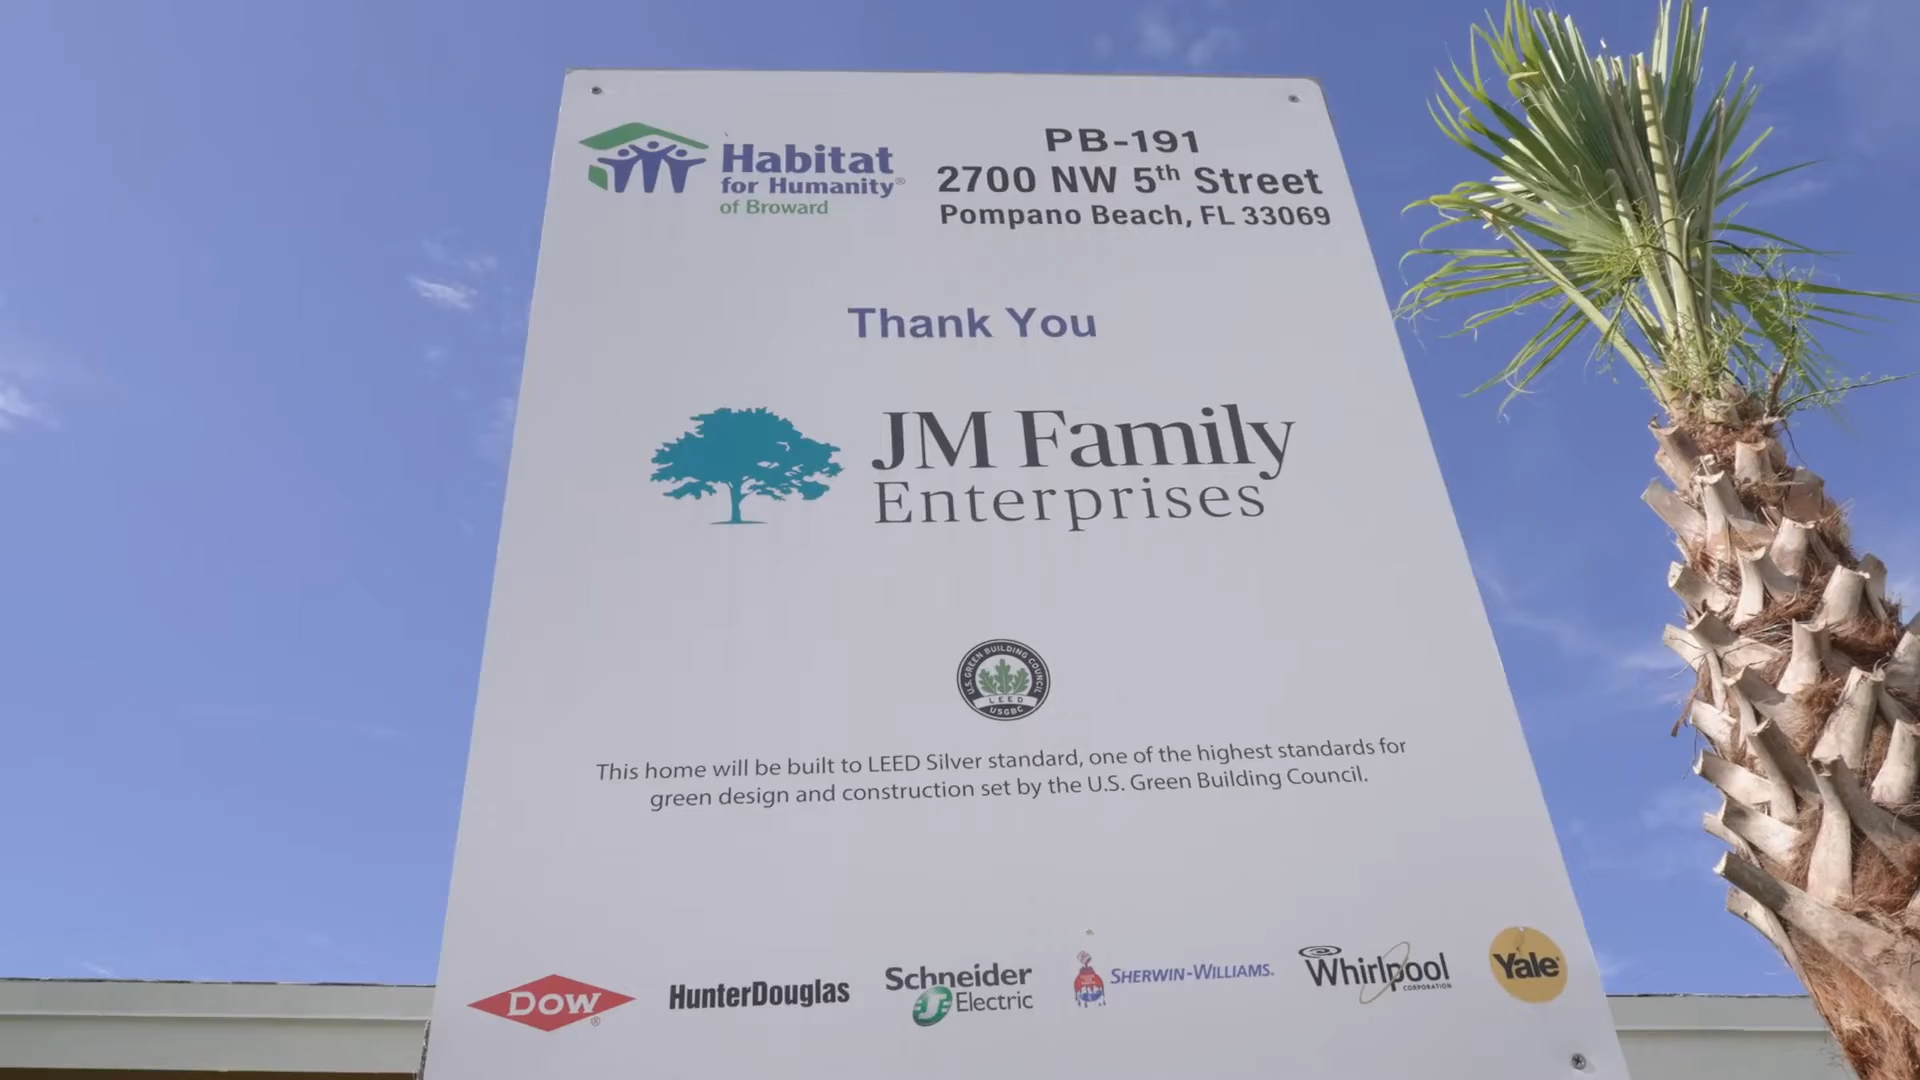 Habitat
for Humanity®
of Broward
PB-191
2700 NW 5th Street
Pompano Beach, FL 33069
Thank You
JM Family
Enterprises
U.S. GREEN BUILDING COUNCIL
LEED
USGBC
This home will be built to LEED Silver standard, one of the highest standards for
green design and construction set by the U.S. Green Building Council.
DOW®
HunterDouglas
Schneider
Electric
SHERWIN-WILLIAMS.
Whirlpool
CORPORATION
Yale